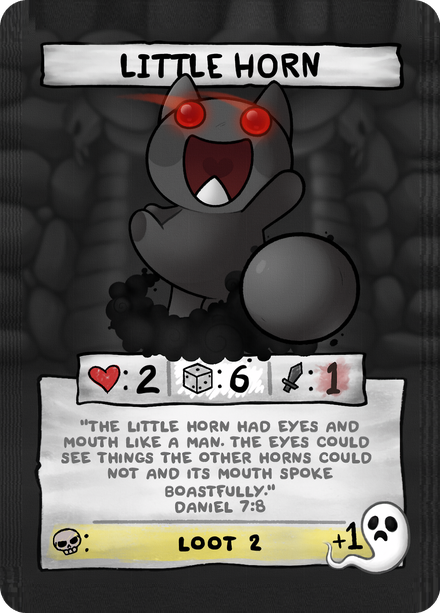 LITTLE HORN
:2 :6 :1
"THE LITTLE HORN HAD EYES AND
MOUTH LIKE A MAN. THE EYES COULD
SEE THINGS THE OTHER HORNS COULD
NOT AND ITS MOUTH SPOKE
BOASTFULLY."
DANIEL 7:8
: LOOT 2 +1